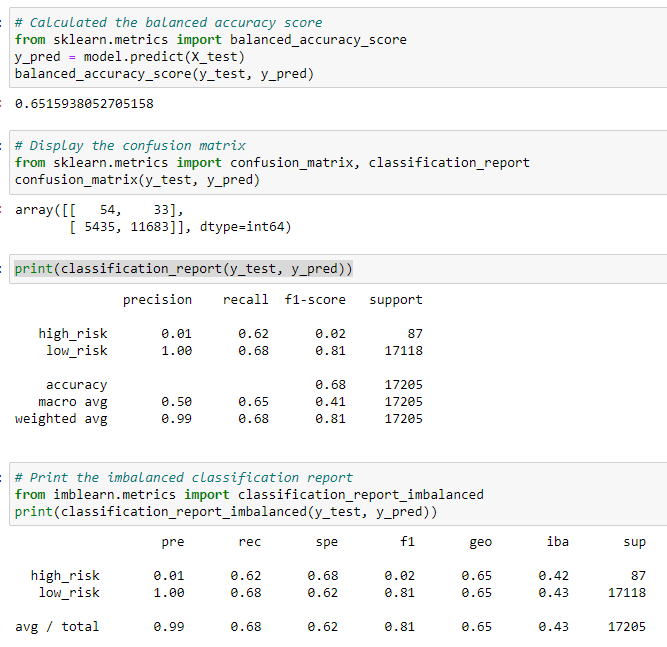 # Calculated the balanced accuracy score
from sklearn.metrics import balanced_accuracy_score
y_pred = model.predict(X_test)
balanced_accuracy_score(y_test, y_pred)
0.6515938052705158
# Display the confusion matrix
from sklearn.metrics import confusion_matrix, classification_report
confusion_matrix(y_test, y_pred)
array([[   54,    33],
       [ 5435, 11683]], dtype=int64)
print(classification_report(y_test, y_pred))
              precision    recall  f1-score   support
   high_risk       0.01      0.62      0.02        87
    low_risk       1.00      0.68      0.81     17118
    accuracy                           0.68     17205
   macro avg       0.50      0.65      0.41     17205
weighted avg       0.99      0.68      0.81     17205
# Print the imbalanced classification report
from imblearn.metrics import classification_report_imbalanced
print(classification_report_imbalanced(y_test, y_pred))
                   pre       rec       spe        f1       geo       iba       sup
  high_risk       0.01      0.62      0.68      0.02      0.65      0.42        87
   low_risk       1.00      0.68      0.62      0.81      0.65      0.43     17118
avg / total       0.99      0.68      0.62      0.81      0.65      0.43     17205